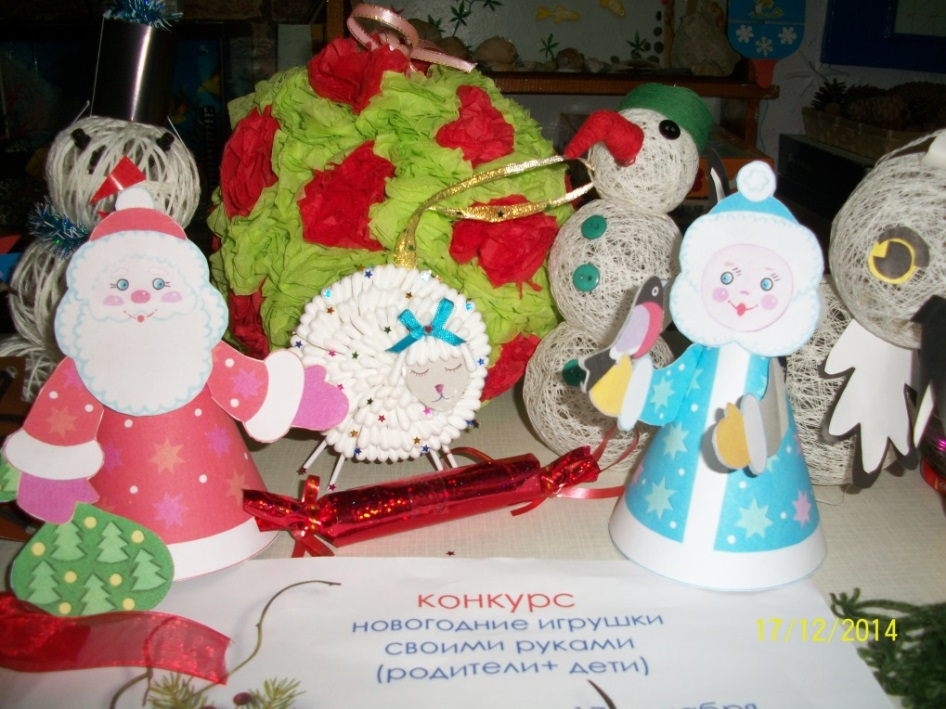 конкурс
новогодние игрушки
своими руками
(родители+ дети)
17/12/2014